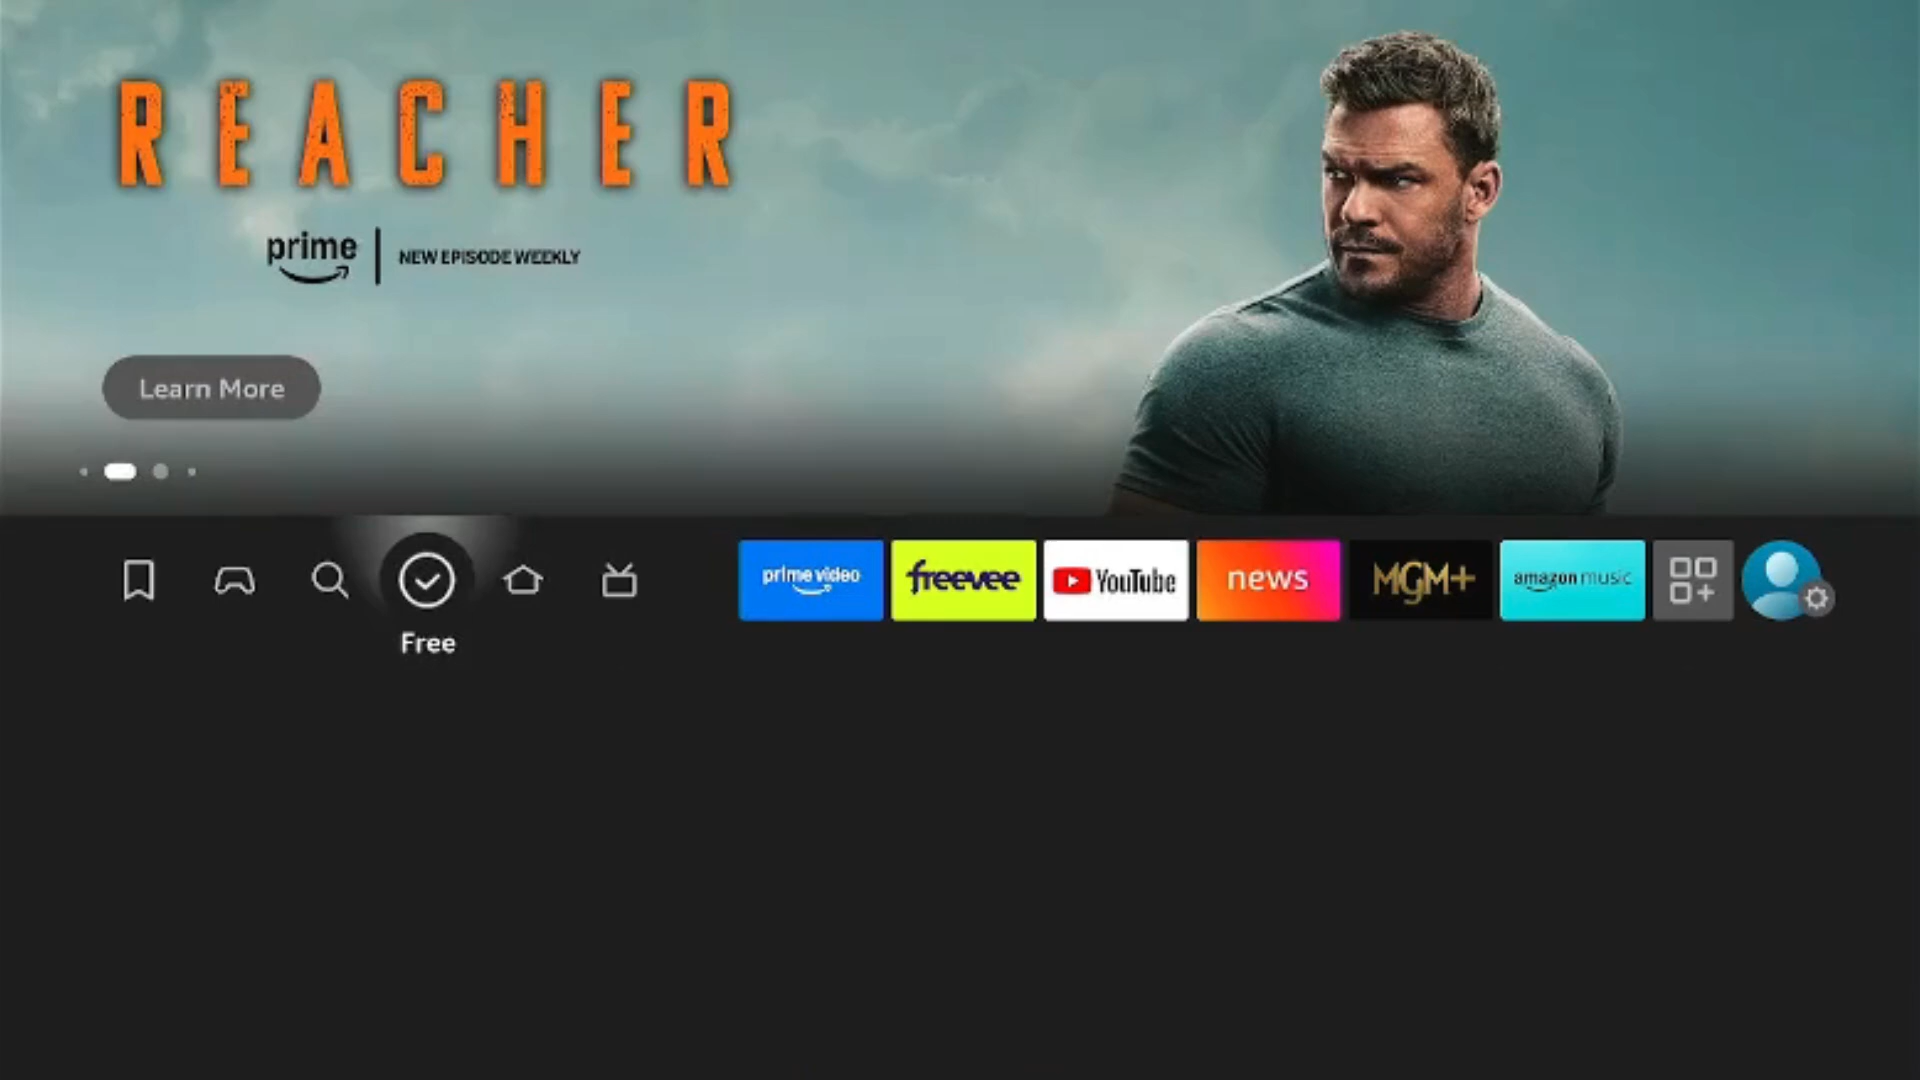 REACHER
prime | NEW EPISODE WEEKLY
Learn More
prime video
freevee
YouTube
news
MGM+
amazon music
Free